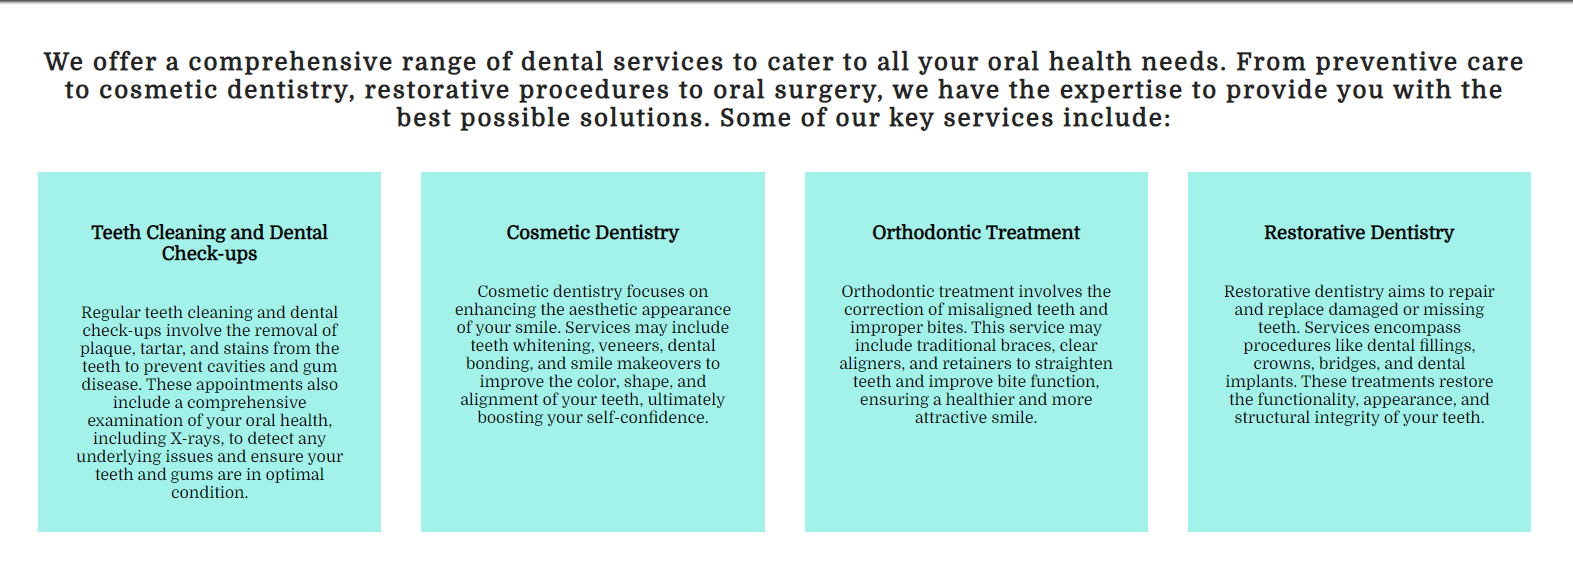 We offer a comprehensive range of dental services to cater to all your oral health needs. From preventive care
to cosmetic dentistry, restorative procedures to oral surgery, we have the expertise to provide you with the
best possible solutions. Some of our key services include:
Teeth Cleaning and Dental
Check-ups
Regular teeth cleaning and dental
check-ups involve the removal of
plaque, tartar, and stains from the
teeth to prevent cavities and gum
disease. These appointments also
include a comprehensive
examination of your oral health,
including X-rays, to detect any
underlying issues and ensure your
teeth and gums are in optimal
condition.
Cosmetic Dentistry
Cosmetic dentistry focuses on
enhancing the aesthetic appearance
of your smile. Services may include
teeth whitening, veneers, dental
bonding, and smile makeovers to
improve the color, shape, and
alignment of your teeth, ultimately
boosting your self-confidence.
Orthodontic Treatment
Orthodontic treatment involves the
correction of misaligned teeth and
improper bites. This service may
include traditional braces, clear
aligners, and retainers to straighten
teeth and improve bite function,
ensuring a healthier and more
attractive smile.
Restorative Dentistry
Restorative dentistry aims to repair
and replace damaged or missing
teeth. Services encompass
procedures like dental fillings,
crowns, bridges, and dental
implants. These treatments restore
the functionality, appearance, and
structural integrity of your teeth.